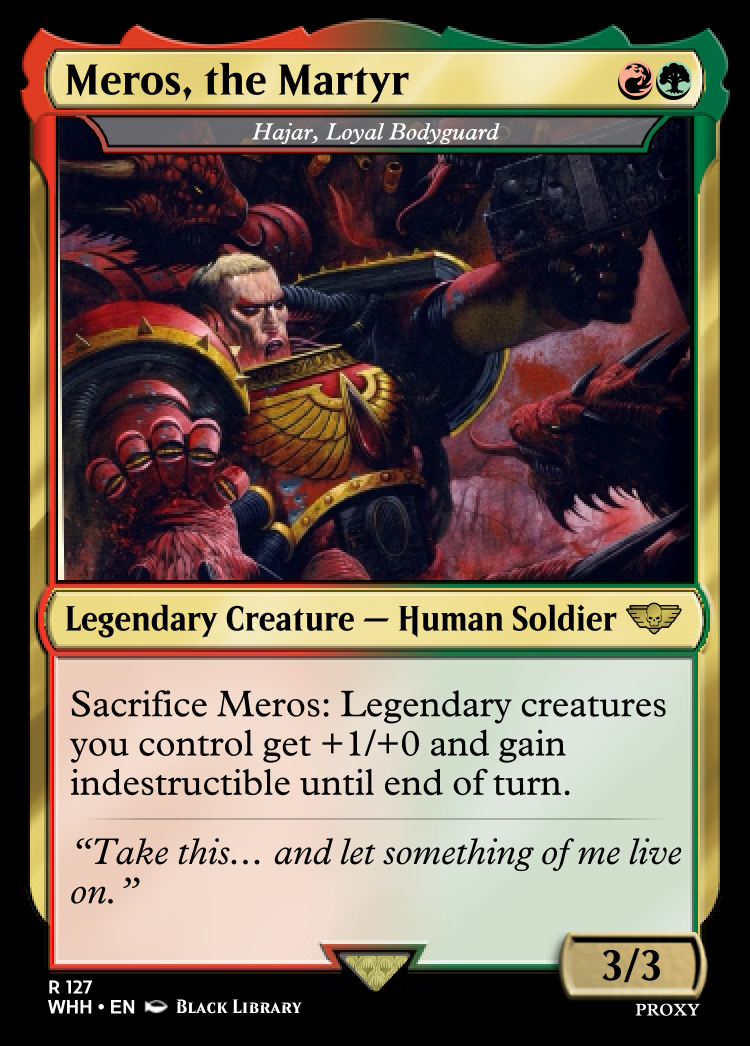 Meros, the Martyr
Hajar, Loyal Bodyguard
Legendary Creature — Human Soldier
Sacrifice Meros: Legendary creatures
you control get +1/+0 and gain
indestructible until end of turn.
“Take this… and let something of me live
on.”
3/3
R 127
WHH • EN Black Library
PROXY